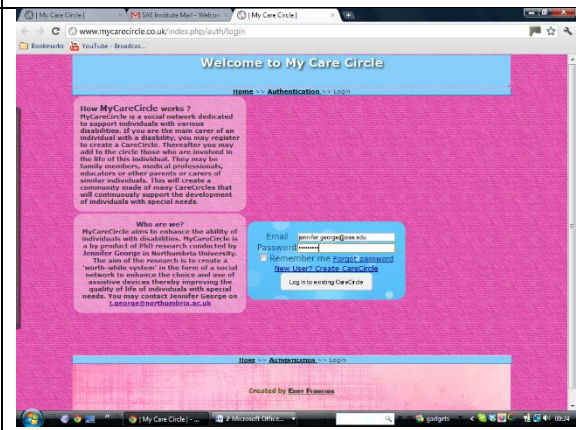 (i) | My Care Circle |
SAE Institute Mail - Welcom
| My Care Circle |
www.mycarecircle.co.uk/index.php/auth/login
Bookmarks YouTube - Broadcas...
Welcome to My Care Circle
Home >> Authentication >> Login
How MyCareCircle works ?
MyCareCircle is a social network dedicated
to support individuals with various
disabilities. If you are the main carer of an
individual with a disability, you may register
to create a CareCircle. Thereafter you may
add to the circle those who are involved in
the life of this individual. They may be
family members, medical professionals,
educators or other parents or carers of
similar individuals. This will create a
community made of many CareCircles that
will continuously support the development
of individuals with special needs.
Who are we?
MyCareCircle aims to enhance the ability of
individuals with disabilities. MyCareCircle is
a by product of PhD research conducted by
Jennifer George in Northumbria University.
The aim of the research is to create a
'worth-while system' in the form of a social
network to enhance the choice and use of
assistive devices thereby improving the
quality of life of individuals with special
needs. You may contact Jennifer George on
j.george@northumbria.ac.uk
Email jennifer.george@sae.edu
Password
Remember me Forgot password
New User? Create CareCircle
Log in to existing CareCircle
Home >> Authentication >> Login
Created by
| My Care Circle | - ...
2 Microsoft Office...
gadgets
00:24